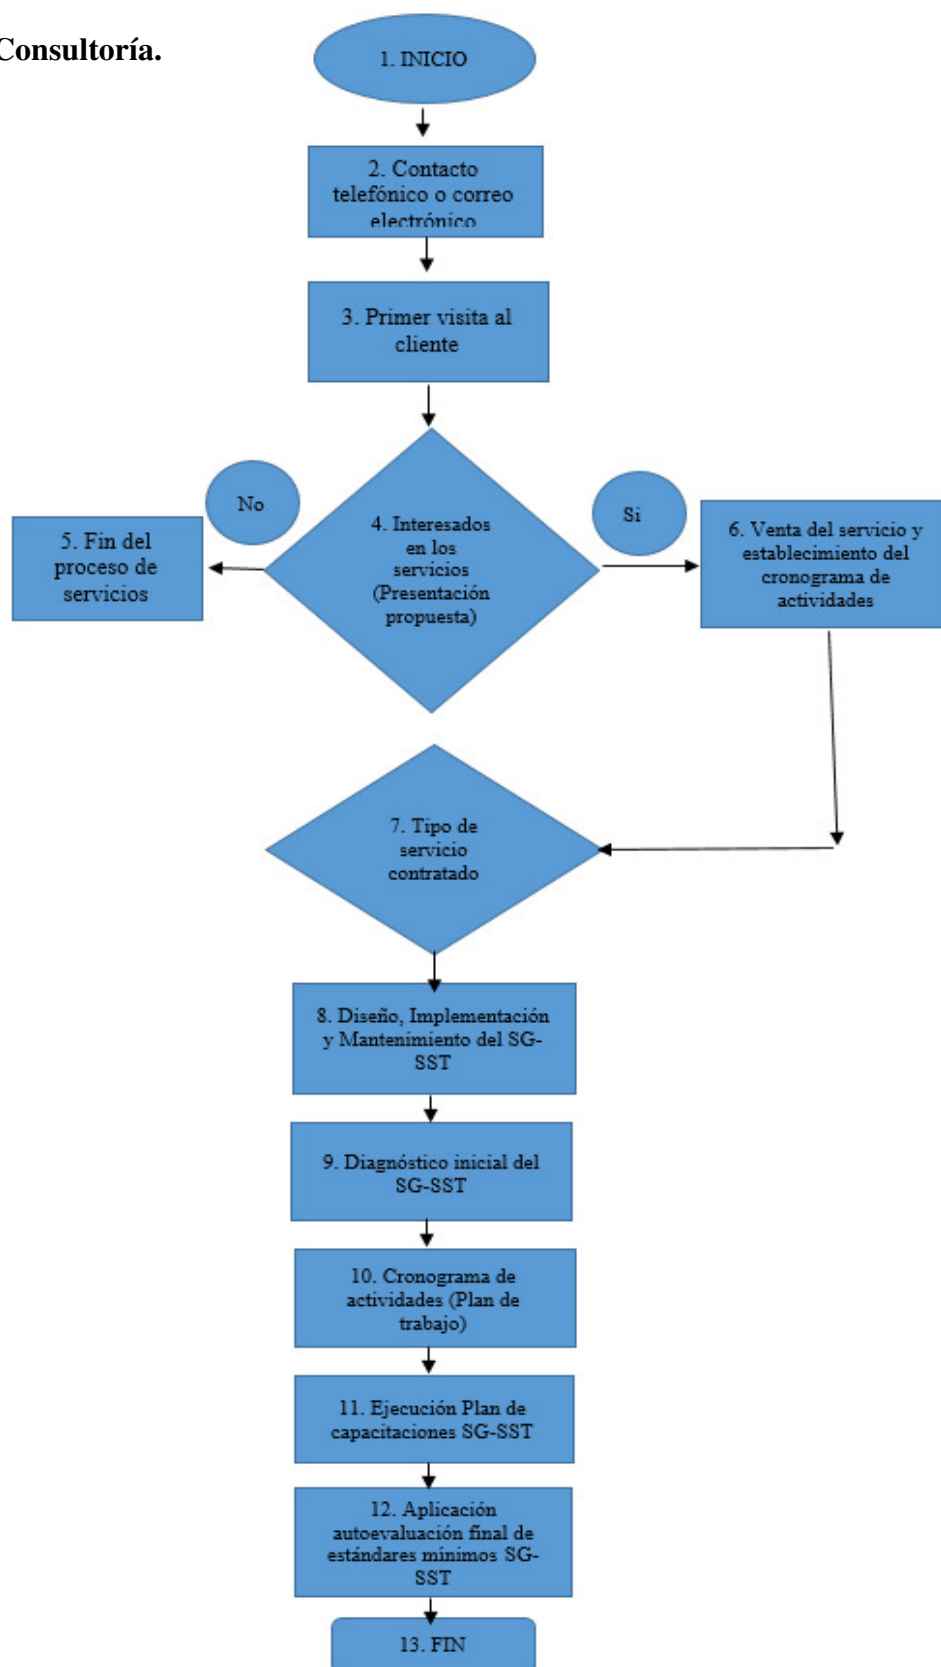 Consultoría.
1. INICIO
2. Contacto
telefónico o correo
electrónico
3. Primer visita al
cliente
4. Interesados
en los
servicios
(Presentación
propuesta)
No
5. Fin del
proceso de
servicios
Si
6. Venta del servicio y
establecimiento del
cronograma de
actividades
7. Tipo de
servicio
contratado
8. Diseño, Implementación
y Mantenimiento del SG-
SST
9. Diagnóstico inicial del
SG-SST
10. Cronograma de
actividades (Plan de
trabajo)
11. Ejecución Plan de
capacitaciones SG-SST
12. Aplicación
autoevaluación final de
estándares mínimos SG-
SST
13. FIN